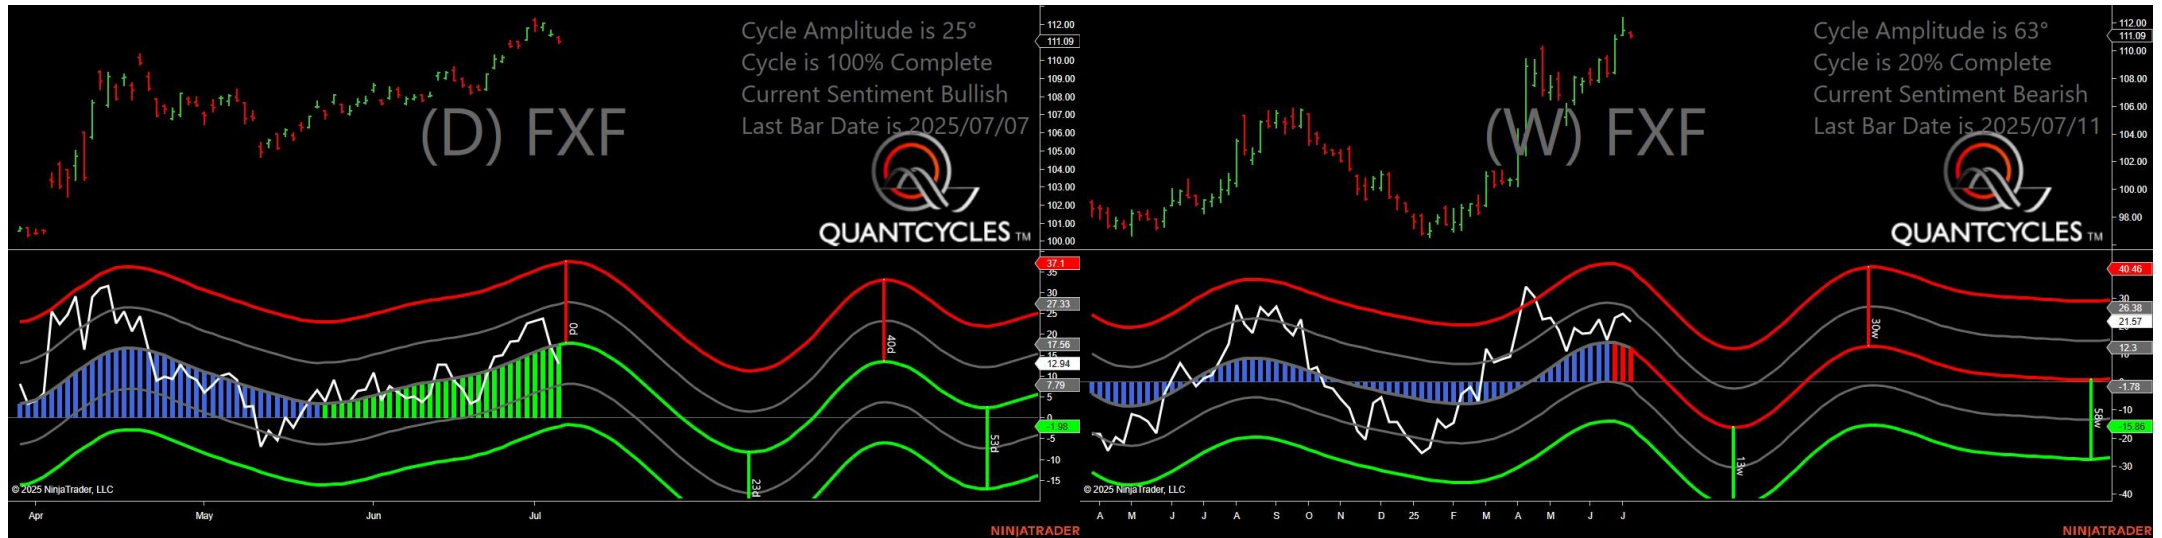 Cycle Amplitude is 25°
Cycle is 100% Complete
Current Sentiment Bullish
Last Bar Date is 2025/07/07
(D) FXF
QUANTCYCLES TM
112.00
111.09
110.00
109.00
108.00
107.00
106.00
105.00
104.00
103.00
102.00
101.00
100.00
37.1
35
30
27.33
25
20
17.56
15
12.94
10
7.79
5
0
-1.98
-5
-10
-15
0d
40d
23d
53d
© 2025 NinjaTrader, LLC
Apr May Jun Jul
NINJATRADER
Cycle Amplitude is 63°
Cycle is 20% Complete
Current Sentiment Bearish
Last Bar Date is 2025/07/11
(W) FXF
QUANTCYCLES TM
112.00
111.09
110.00
108.00
106.00
104.00
102.00
100.00
98.00
40.46
30
26.38
21.57
12.3
-1.78
-10
-15.86
-20
-30
-40
30w
13w
58w
© 2025 NinjaTrader, LLC
A M J J A S O N D 25 F M A M J J
NINJATRADER